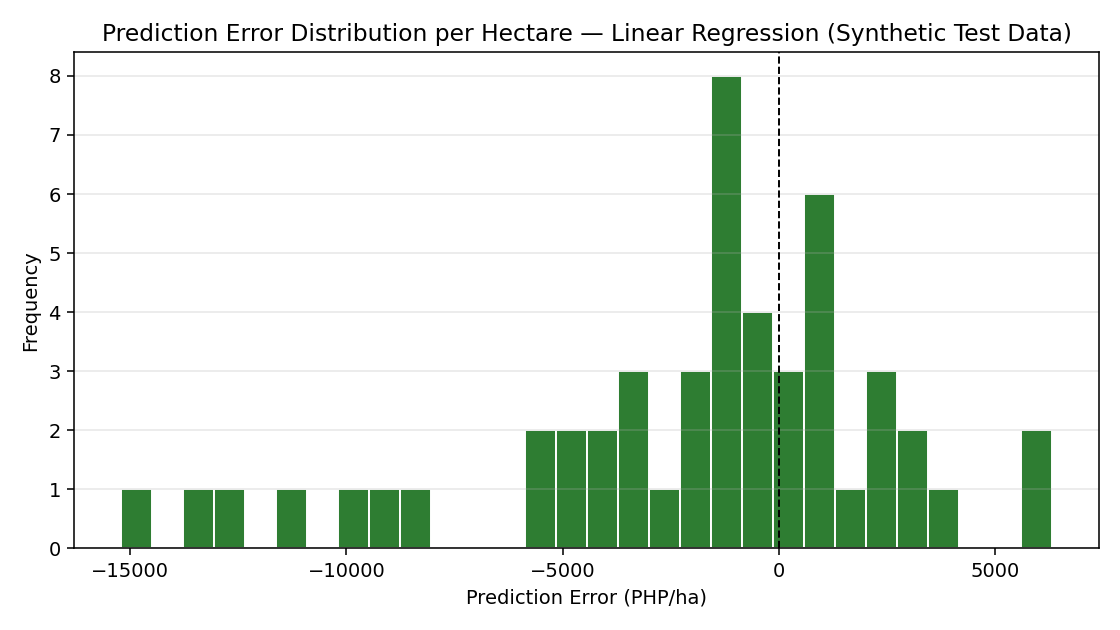 Prediction Error Distribution per Hectare — Linear Regression (Synthetic Test Data)
8
7
6
5
4
3
2
1
0
Frequency
−15000 −10000 −5000 0 5000
Prediction Error (PHP/ha)